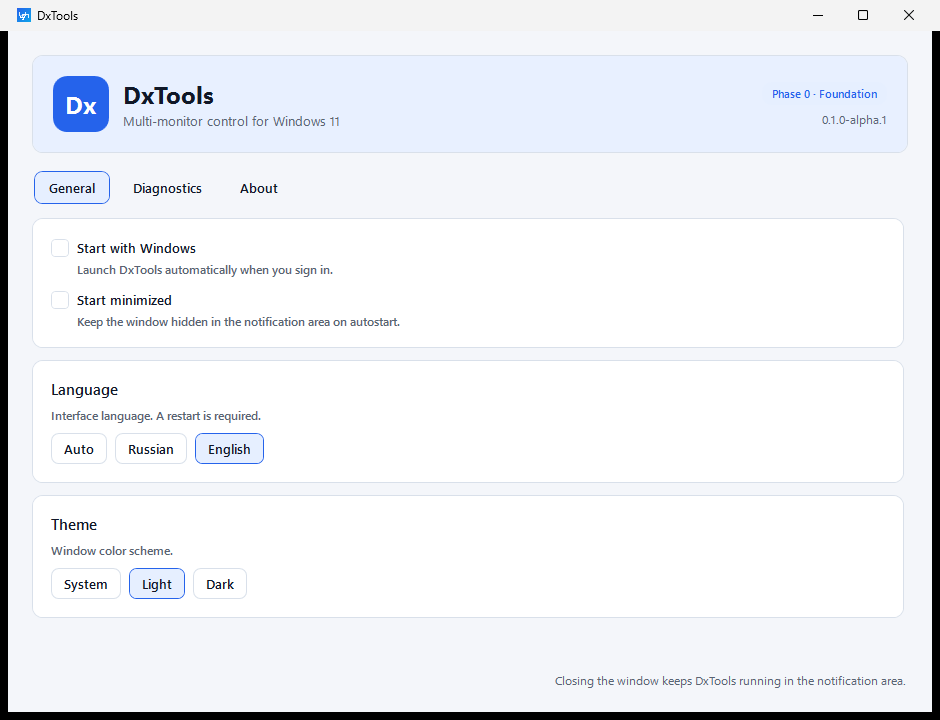 DxTools
Dx
DxTools
Multi-monitor control for Windows 11
Phase 0 · Foundation
0.1.0-alpha.1
General
Diagnostics
About
Start with Windows
Launch DxTools automatically when you sign in.
Start minimized
Keep the window hidden in the notification area on autostart.
Language
Interface language. A restart is required.
Auto
Russian
English
Theme
Window color scheme.
System
Light
Dark
Closing the window keeps DxTools running in the notification area.